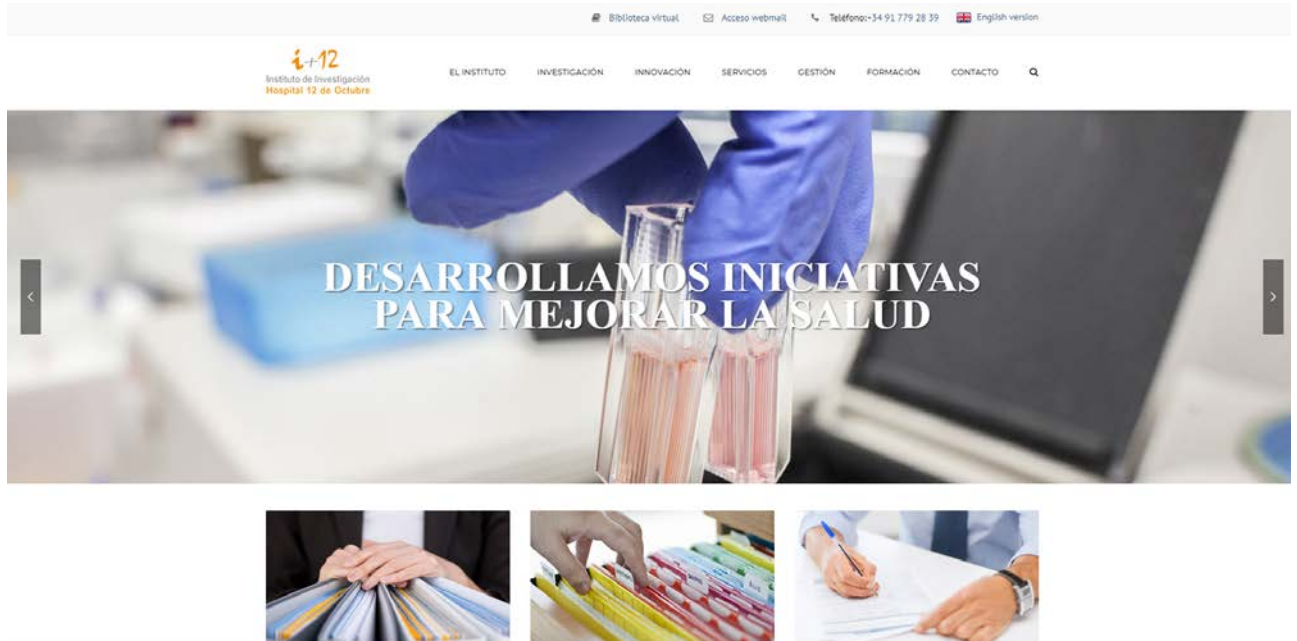 Biblioteca virtual Acceso webmail Teléfono:+34 91 779 28 39 English version
i+12
Instituto de Investigación
Hospital 12 de Octubre
EL INSTITUTO INVESTIGACIÓN INNOVACIÓN SERVICIOS GESTIÓN FORMACIÓN CONTACTO
DESARROLLAMOS INICIATIVAS
PARA MEJORAR LA SALUD